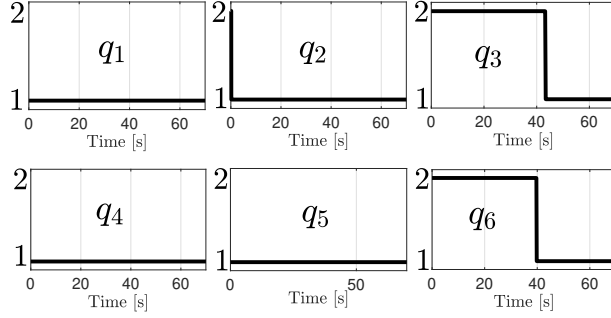 2 q1 1
0 20 40 60
Time [s]
2 q2 1
0 20 40 60
Time [s]
2 q3 1
0 20 40 60
Time [s]
2 q4 1
0 20 40 60
Time [s]
2 q5 1
0 50
Time [s]
2 q6 1
0 20 40 60
Time [s]